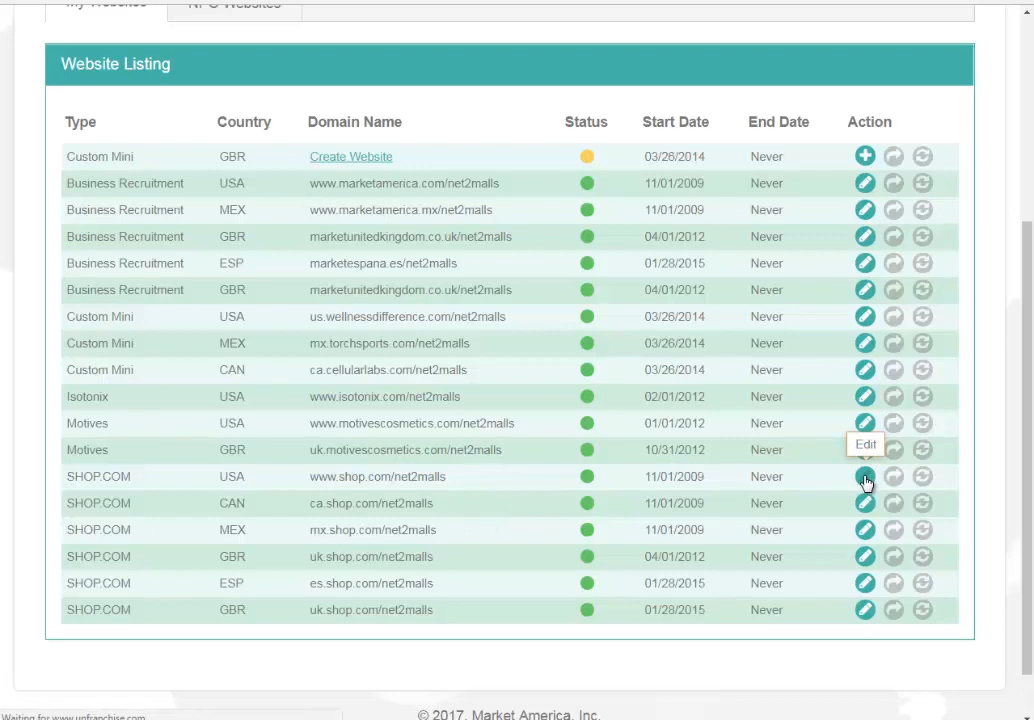 My Websites NPO Websites
Website Listing
Type Country Domain Name Status Start Date End Date Action
Custom Mini GBR Create Website 03/26/2014 Never
Business Recruitment USA www.marketamerica.com/net2malls 11/01/2009 Never
Business Recruitment MEX www.marketamerica.mx/net2malls 11/01/2009 Never
Business Recruitment GBR marketunitedkingdom.co.uk/net2malls 04/01/2012 Never
Business Recruitment ESP marketespana.es/net2malls 01/28/2015 Never
Business Recruitment GBR marketunitedkingdom.co.uk/net2malls 04/01/2012 Never
Custom Mini USA us.wellnessdifference.com/net2malls 03/26/2014 Never
Custom Mini MEX mx.torchsports.com/net2malls 03/26/2014 Never
Custom Mini CAN ca.cellularlabs.com/net2malls 03/26/2014 Never
Isotonix USA www.isotonix.com/net2malls 02/01/2012 Never
Motives USA www.motivescosmetics.com/net2malls 01/01/2012 Never
Edit
Motives GBR uk.motivescosmetics.com/net2malls 10/31/2012 Never
SHOP.COM USA www.shop.com/net2malls 11/01/2009 Never
SHOP.COM CAN ca.shop.com/net2malls 11/01/2009 Never
SHOP.COM MEX mx.shop.com/net2malls 11/01/2009 Never
SHOP.COM GBR uk.shop.com/net2malls 04/01/2012 Never
SHOP.COM ESP es.shop.com/net2malls 01/28/2015 Never
SHOP.COM GBR uk.shop.com/net2malls 01/28/2015 Never
Waiting for www.unfranchise.com
© 2017, Market America, Inc.